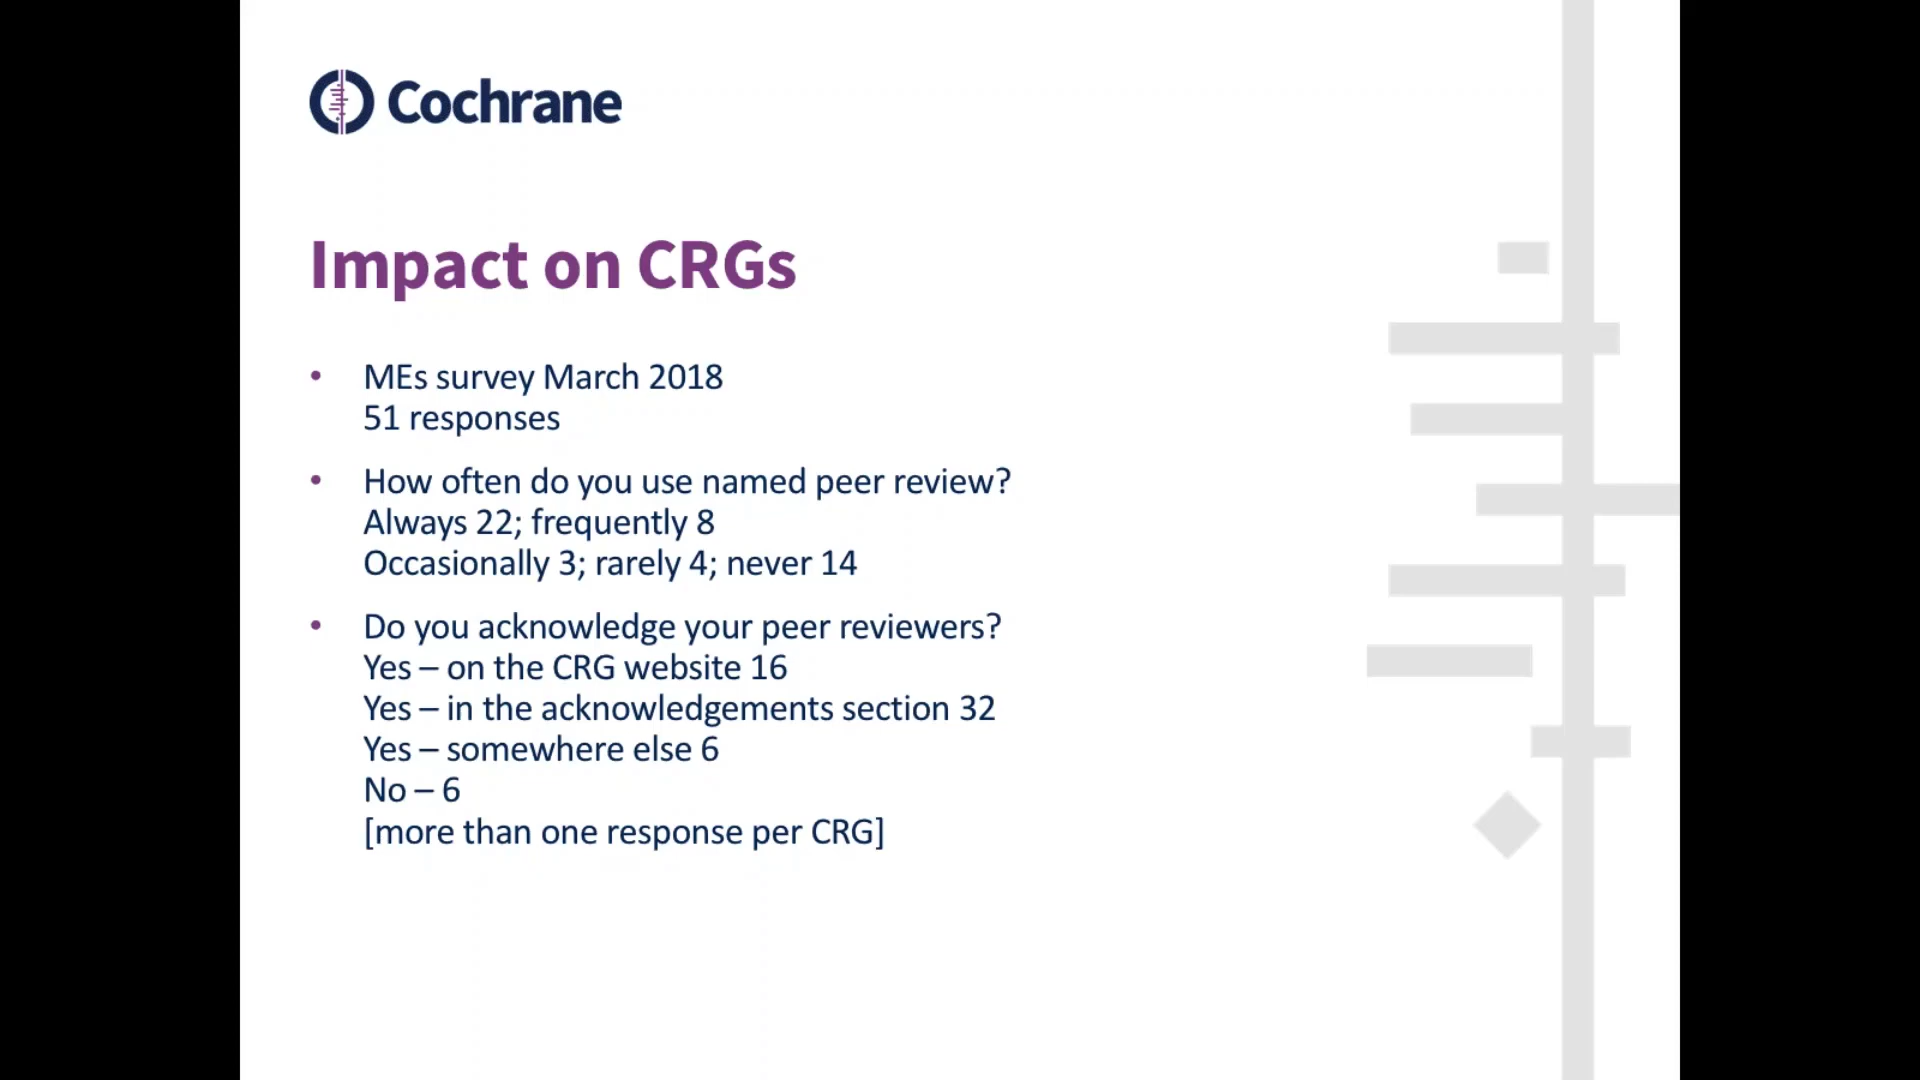 Cochrane
Impact on CRGs
• MEs survey March 2018
51 responses
• How often do you use named peer review?
Always 22; frequently 8
Occasionally 3; rarely 4; never 14
• Do you acknowledge your peer reviewers?
Yes – on the CRG website 16
Yes – in the acknowledgements section 32
Yes – somewhere else 6
No – 6
[more than one response per CRG]